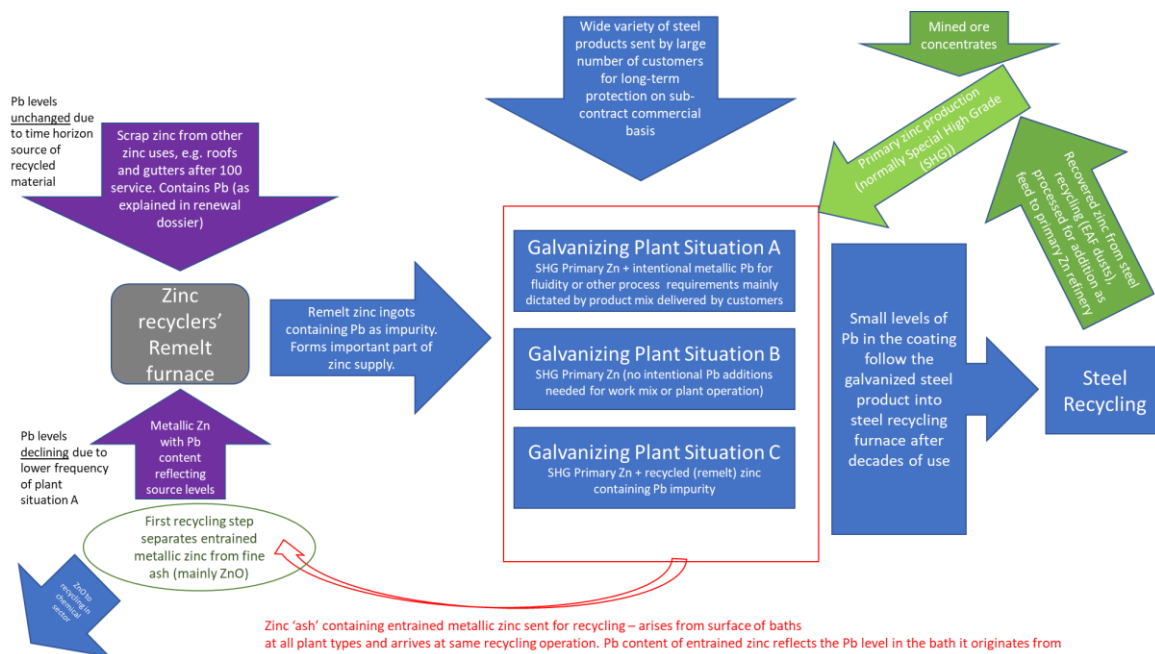 Pb levels
unchanged due
to time horizon
source of
recycled
material
Scrap zinc from other
zinc uses, e.g. roofs
and gutters after 100
service. Contains Pb (as
explained in renewal
dossier)
Wide variety of steel
products sent by large
number of customers
for long-term
protection on sub-
contract commercial
basis
Mined ore
concentrates
Primary zinc production
(normally Special High Grade
(SHG))
Recovered zinc from steel
recycling (EAF dusts),
processed for addition as
feed to primary Zn refinery
Zinc
recyclers’
Remelt
furnace
Remelt zinc ingots
containing Pb as impurity.
Forms important part of
zinc supply.
Galvanizing Plant Situation A
SHG Primary Zn + intentional metallic Pb for
fluidity or other process requirements mainly
dictated by product mix delivered by customers
Galvanizing Plant Situation B
SHG Primary Zn (no intentional Pb additions
needed for work mix or plant operation)
Galvanizing Plant Situation C
SHG Primary Zn + recycled (remelt) zinc
containing Pb impurity
Small levels of
Pb in the coating
follow the
galvanized steel
product into
steel recycling
furnace after
decades of use
Steel
Recycling
Pb levels
declining due to
lower frequency
of plant
situation A
Metallic Zn
with Pb
content
reflecting
source levels
First recycling step
separates entrained
metallic zinc from fine
ash (mainly ZnO)
ZnO to
recycling in
chemical
sector
Zinc ‘ash’ containing entrained metallic zinc sent for recycling – arises from surface of baths
at all plant types and arrives at same recycling operation. Pb content of entrained zinc reflects the Pb level in the bath it originates from